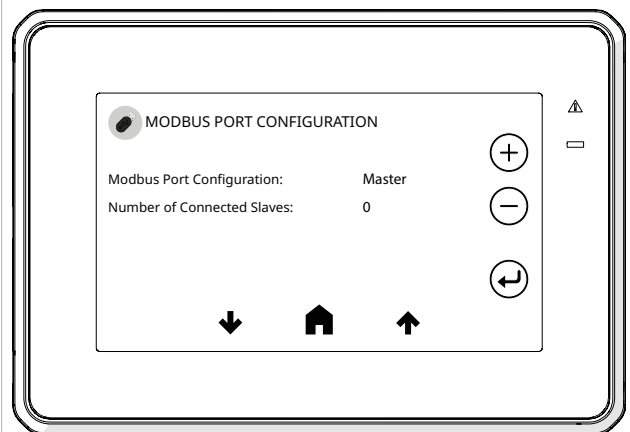 MODBUS PORT CONFIGURATION
Modbus Port Configuration: Master
Number of Connected Slaves: 0